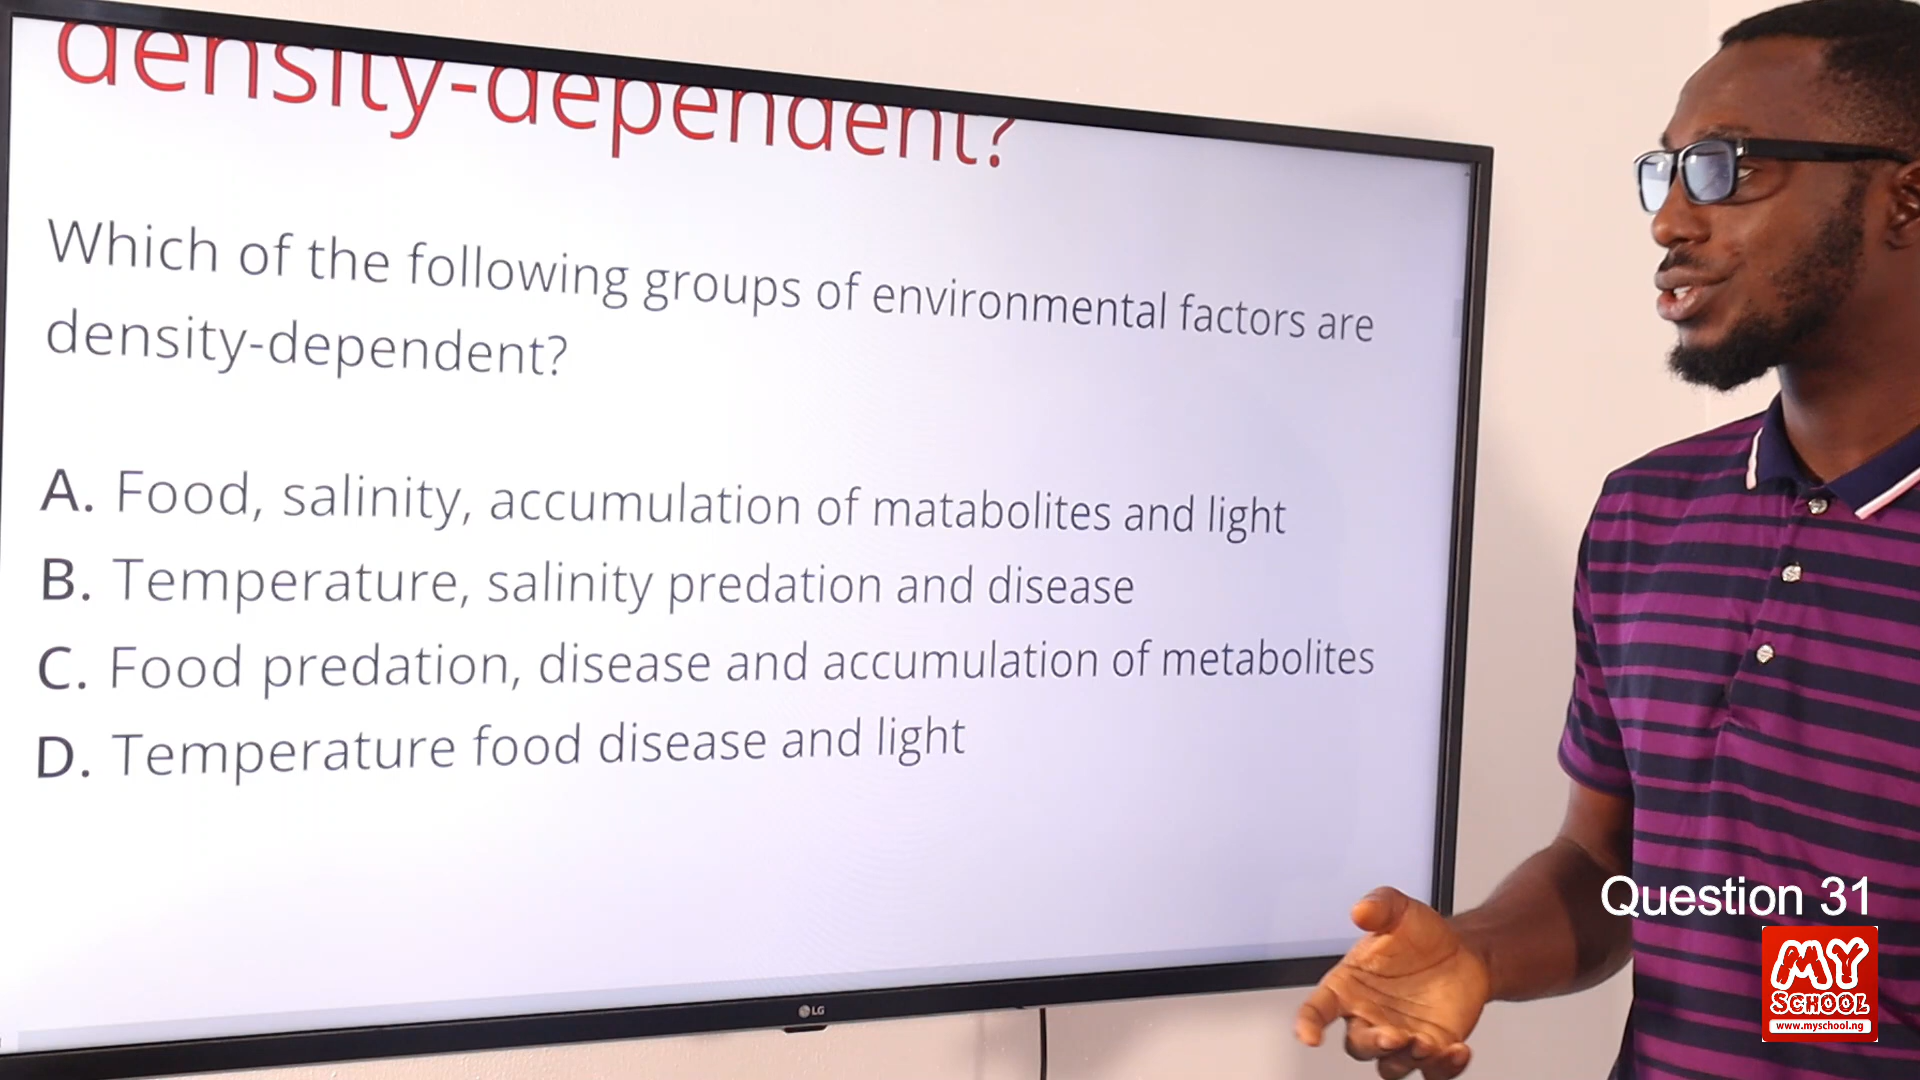 density-dependent?
Which of the following groups of environmental factors are
density-dependent?
A. Food, salinity, accumulation of matabolites and light
B. Temperature, salinity predation and disease
C. Food predation, disease and accumulation of metabolites
D. Temperature food disease and light
LG
Question 31
MY
SCHOOL
www.myschool.ng